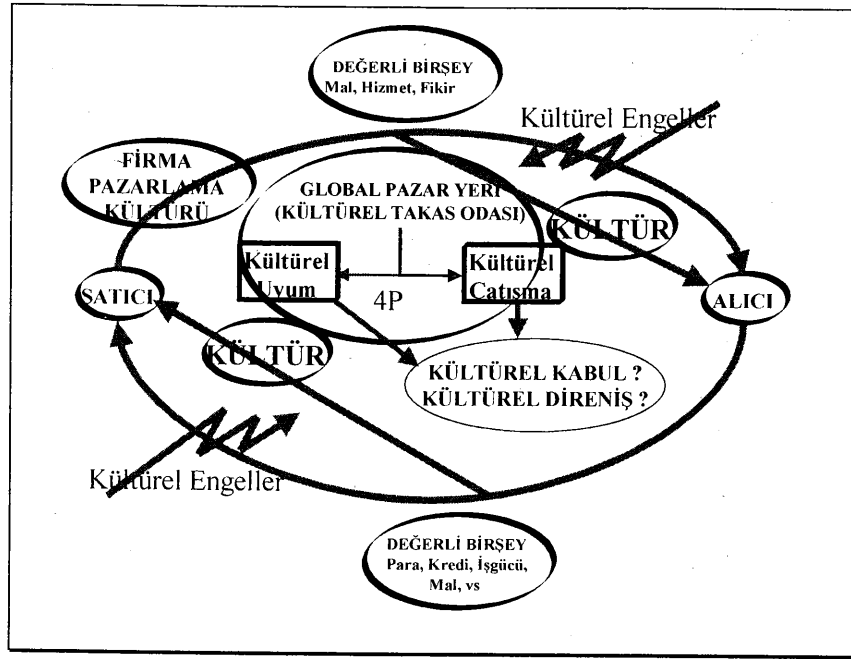 DEĞERLİ BİRŞEY
Mal, Hizmet, Fikir
Kültürel Engeller
FİRMA
PAZARLAMA
KÜLTÜRÜ
GLOBAL PAZAR YERİ
(KÜLTÜREL TAKAS ODASI)
KÜLTÜR
Kültürel
Uyum
Kültürel
Catısma
4P
SATICI
ALICI
KÜLTÜR
KÜLTÜREL KABUL ?
KÜLTÜREL DİRENİŞ ?
Kültürel Engeller
DEĞERLİ BİRŞEY
Para, Kredi, İşgücü,
Mal, vs